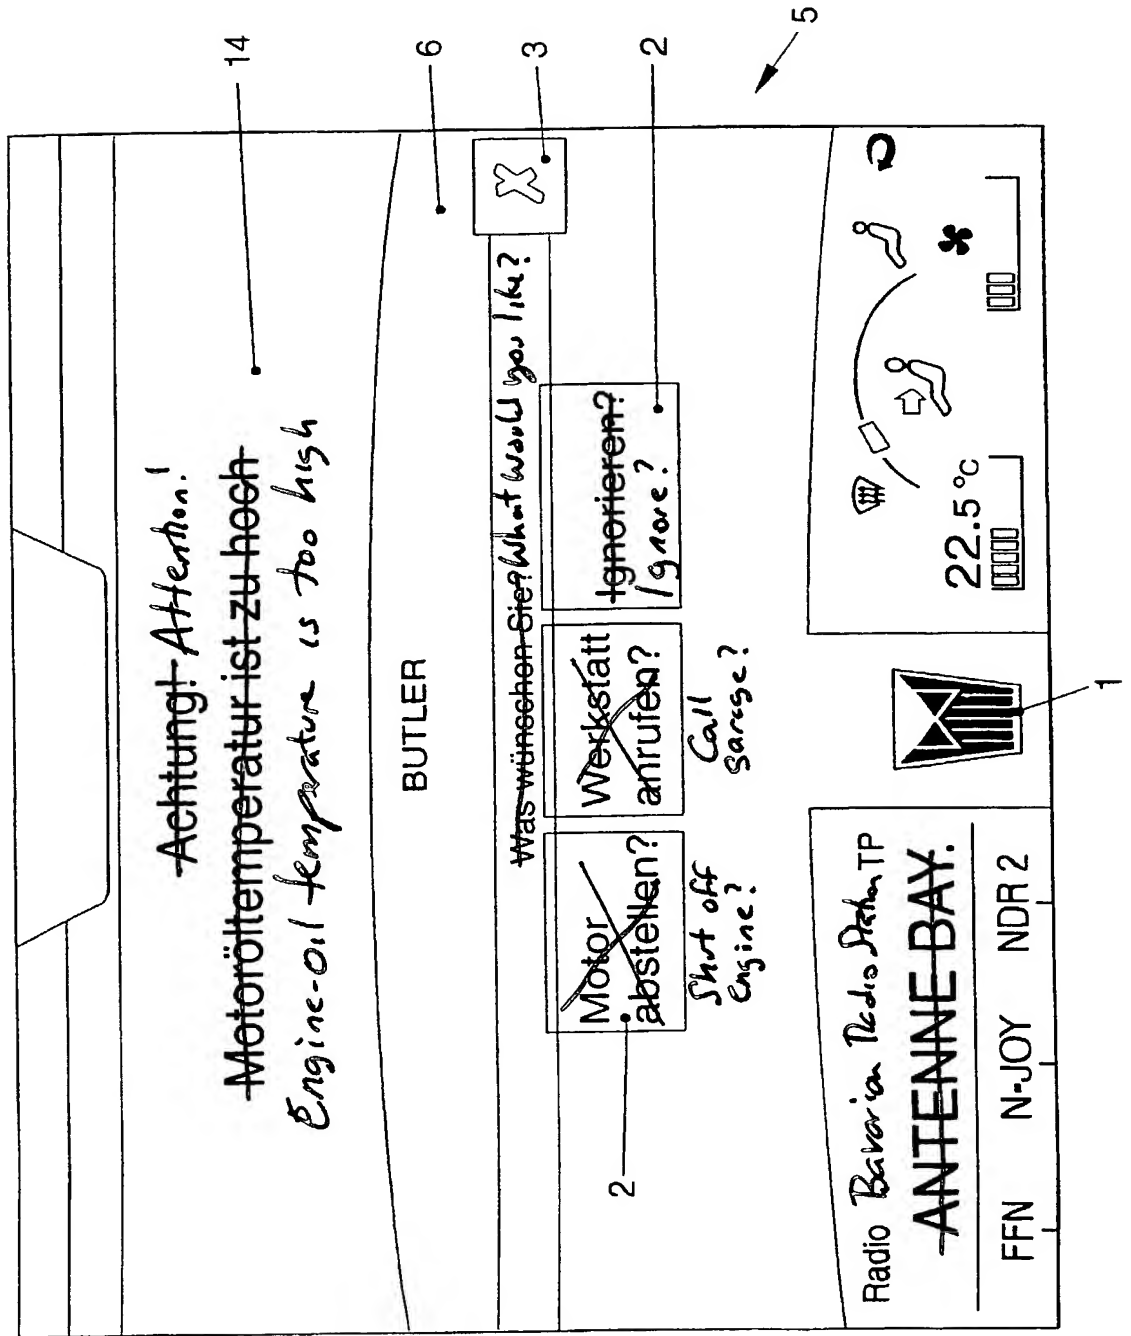 14
Achtung! Attention!
Motoröltemperatur ist zu hoch
Engine-oil temperature is too high
6
BUTLER
3
X
Was wünschen Sie? What would you like?
2
Motor
abstellen?
Shut off
engine?
Werkstatt
anrufen?
Call
garage?
Ignorieren?
Ignore?
2
5
Radio Bavarian Radio Station TP
ANTENNE BAY.
FFN N-JOY NDR 2
22.5 °C
1